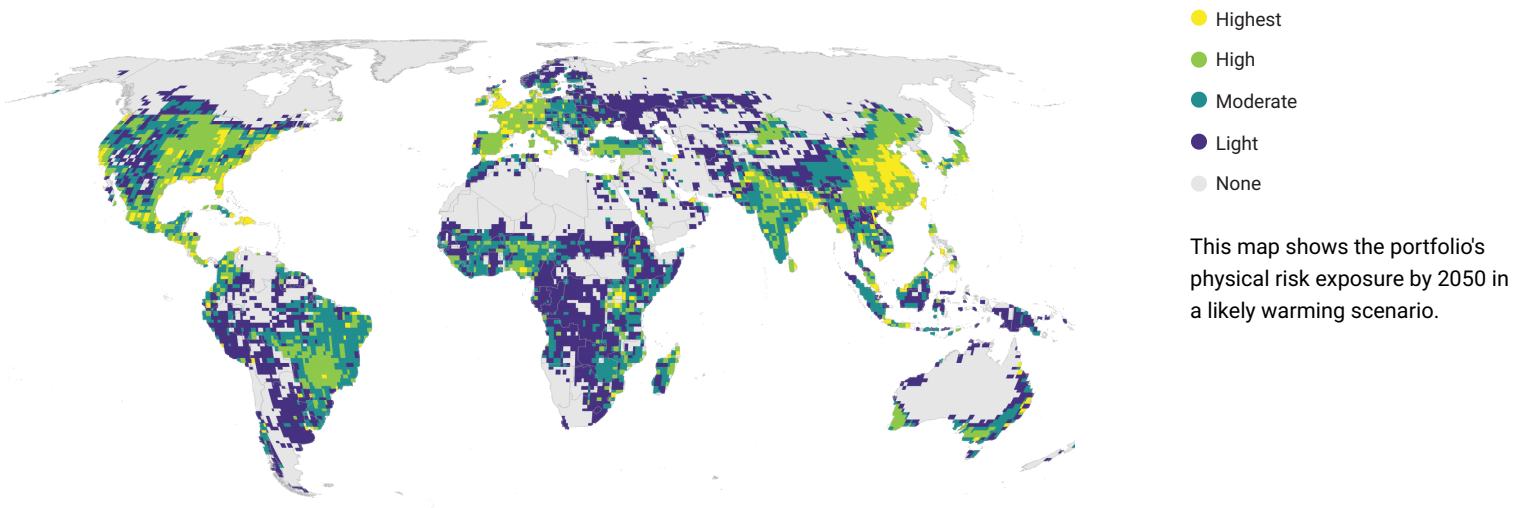 Highest
High
Moderate
Light
None
This map shows the portfolio's
physical risk exposure by 2050 in
a likely warming scenario.